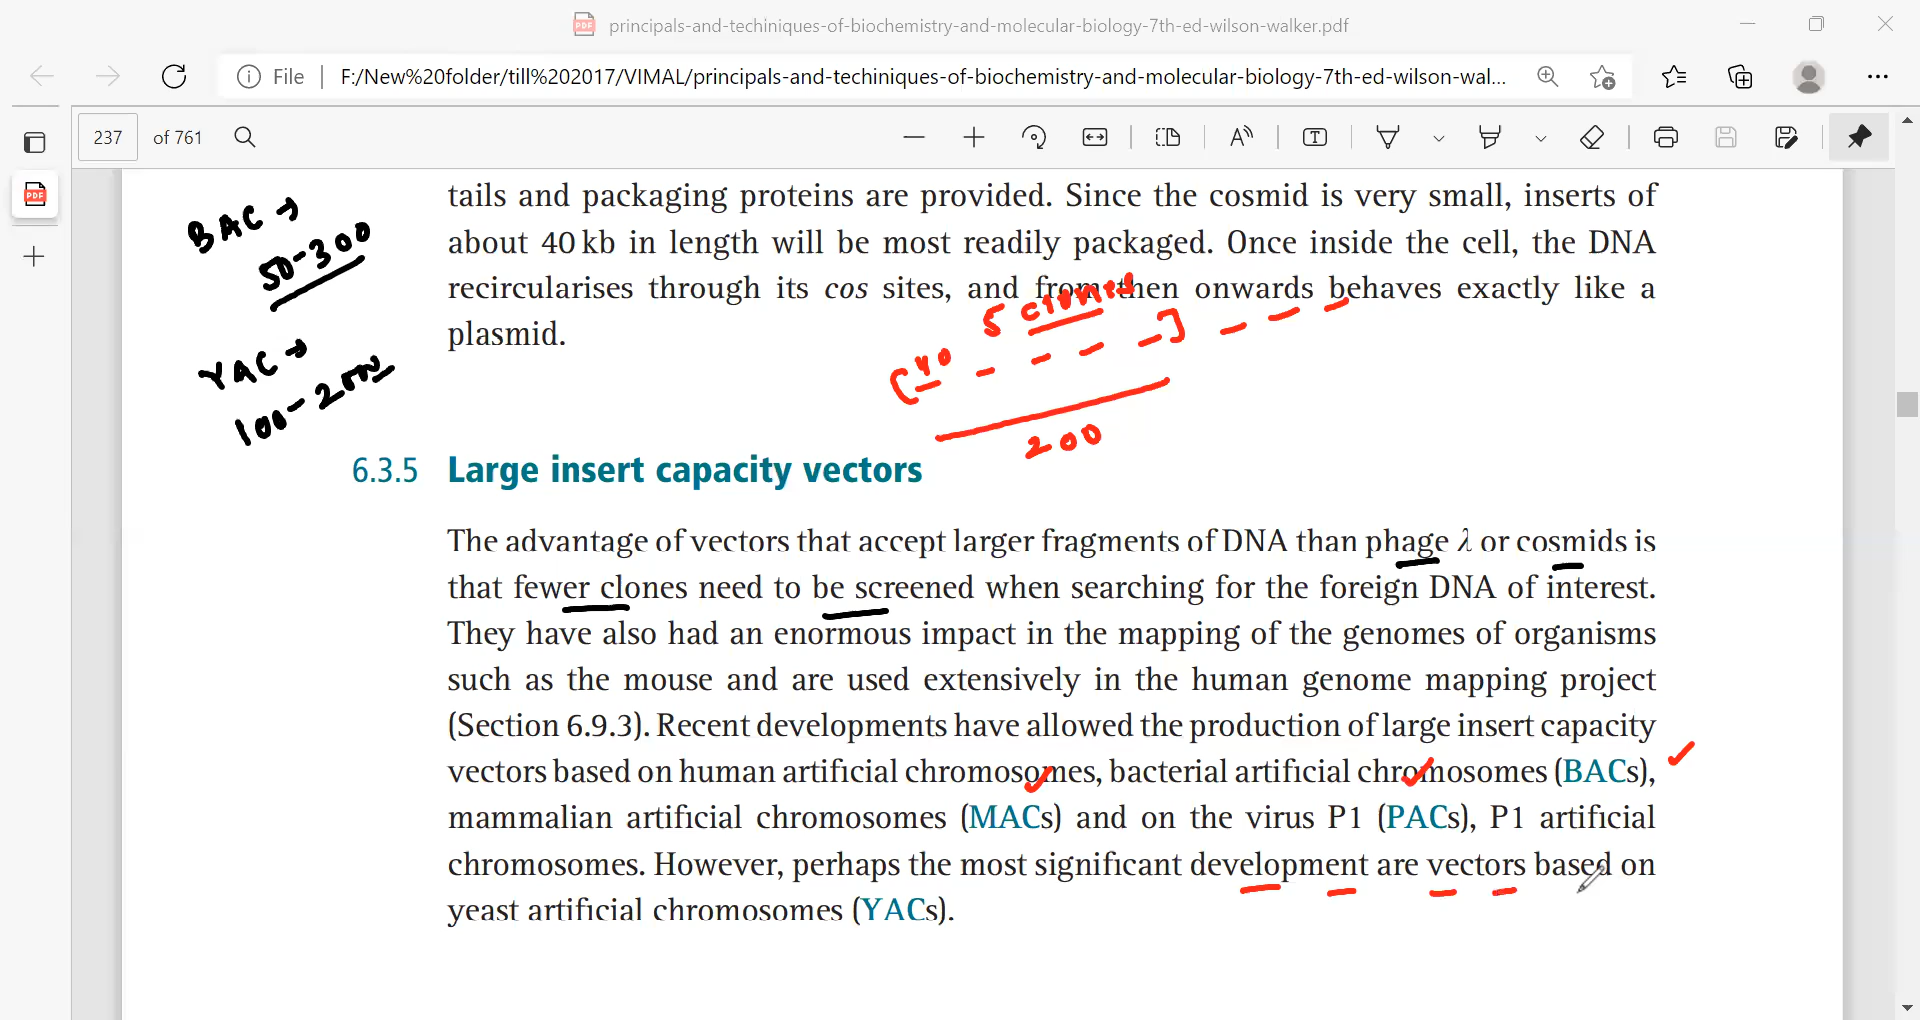 principals-and-techiniques-of-biochemistry-and-molecular-biology-7th-ed-wilson-walker.pdf
File | F:/New%20folder/till%202017/VIMAL/principals-and-techiniques-of-biochemistry-and-molecular-biology-7th-ed-wilson-wal...
237 of 761
tails and packaging proteins are provided. Since the cosmid is very small, inserts of
about 40 kb in length will be most readily packaged. Once inside the cell, the DNA
recircularises through its cos sites, and from then onwards behaves exactly like a
plasmid.
BAC →
50-300
YAC →
100-2000
5 clones
[40
200
6.3.5 Large insert capacity vectors
The advantage of vectors that accept larger fragments of DNA than phage λ or cosmids is
that fewer clones need to be screened when searching for the foreign DNA of interest.
They have also had an enormous impact in the mapping of the genomes of organisms
such as the mouse and are used extensively in the human genome mapping project
(Section 6.9.3). Recent developments have allowed the production of large insert capacity
vectors based on human artificial chromosomes, bacterial artificial chromosomes (BACs),
mammalian artificial chromosomes (MACs) and on the virus P1 (PACs), P1 artificial
chromosomes. However, perhaps the most significant development are vectors based on
yeast artificial chromosomes (YACs).